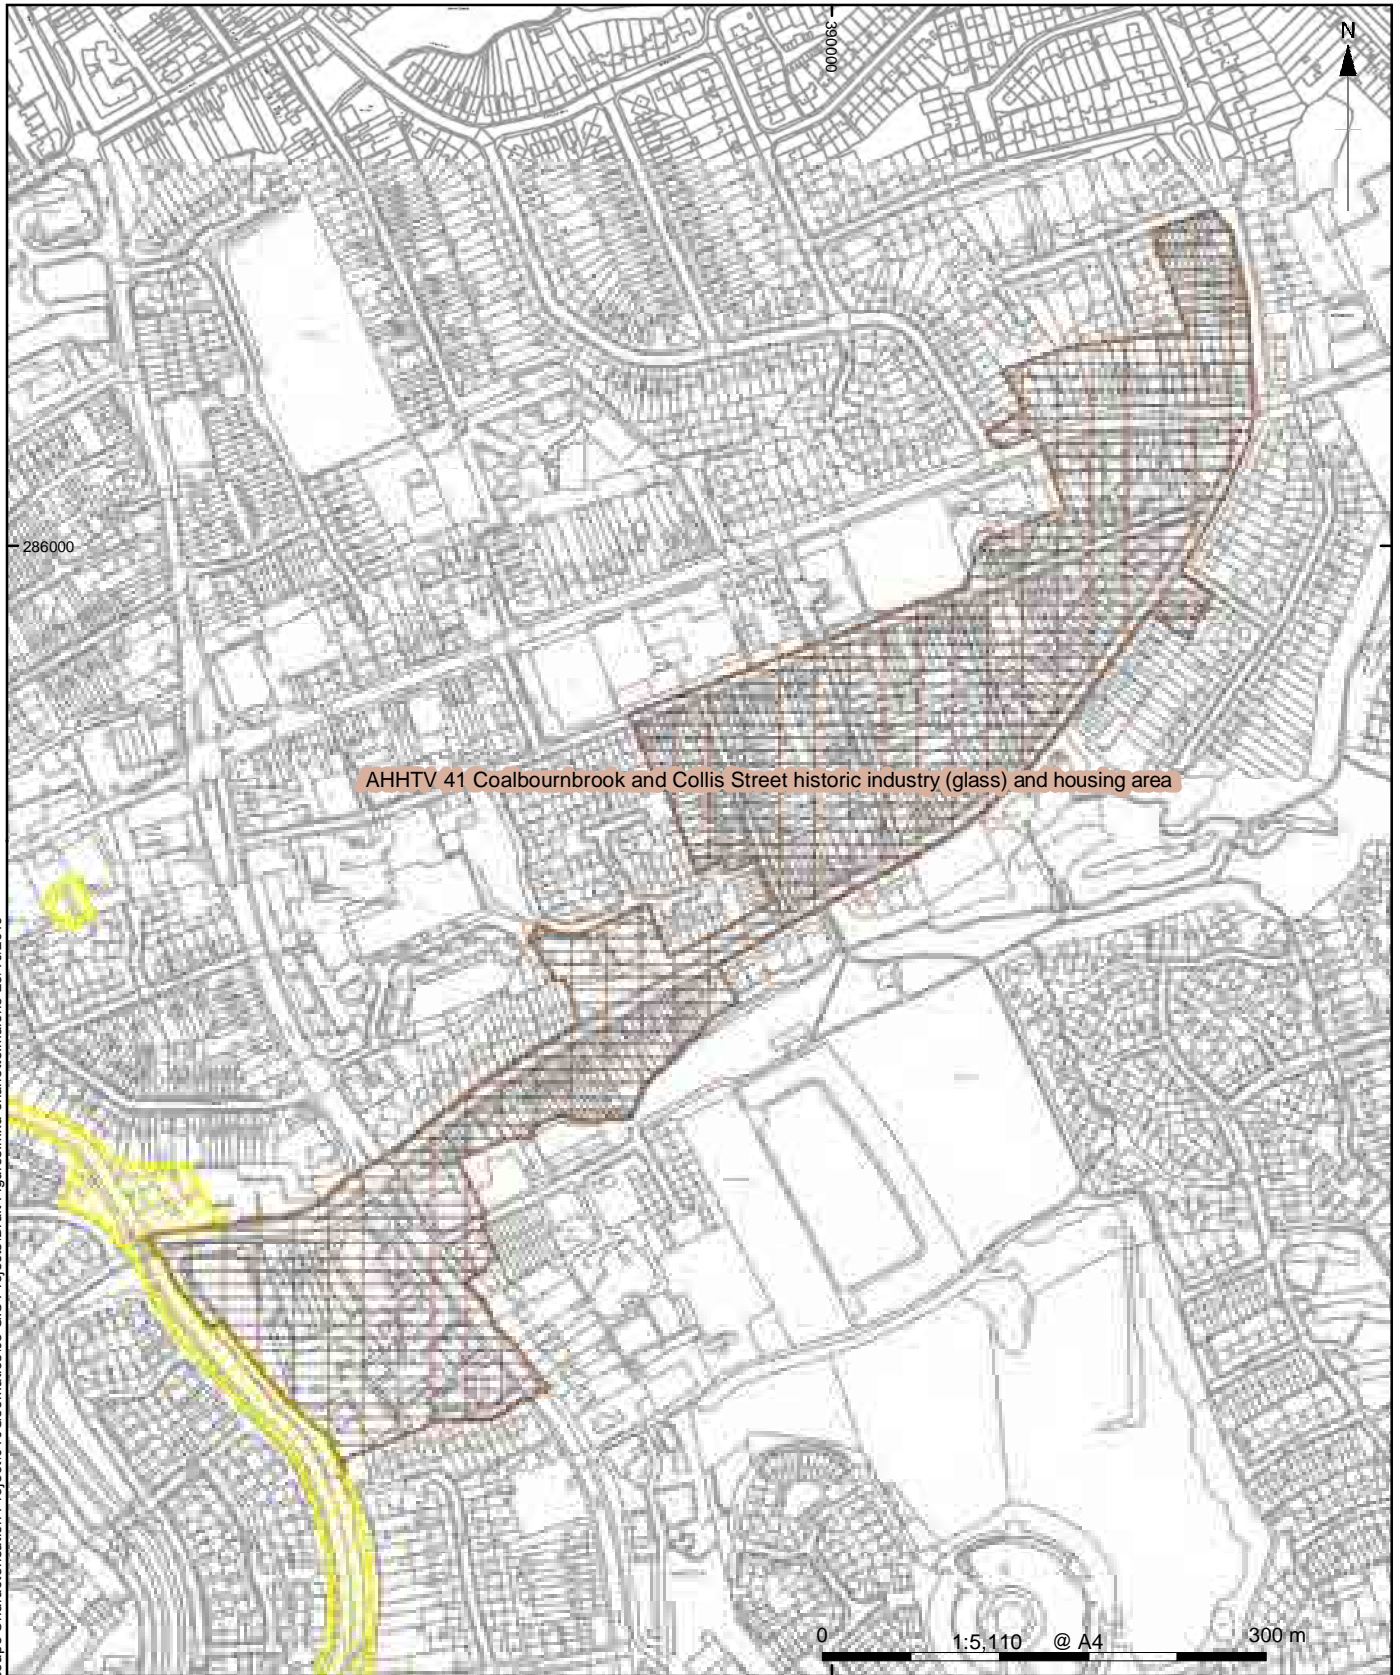 390000
N
286000
AHHTV 41 Coalbournbrook and Collis Street historic industry (glass) and housing area
0 1:5,110 @ A4 300 m